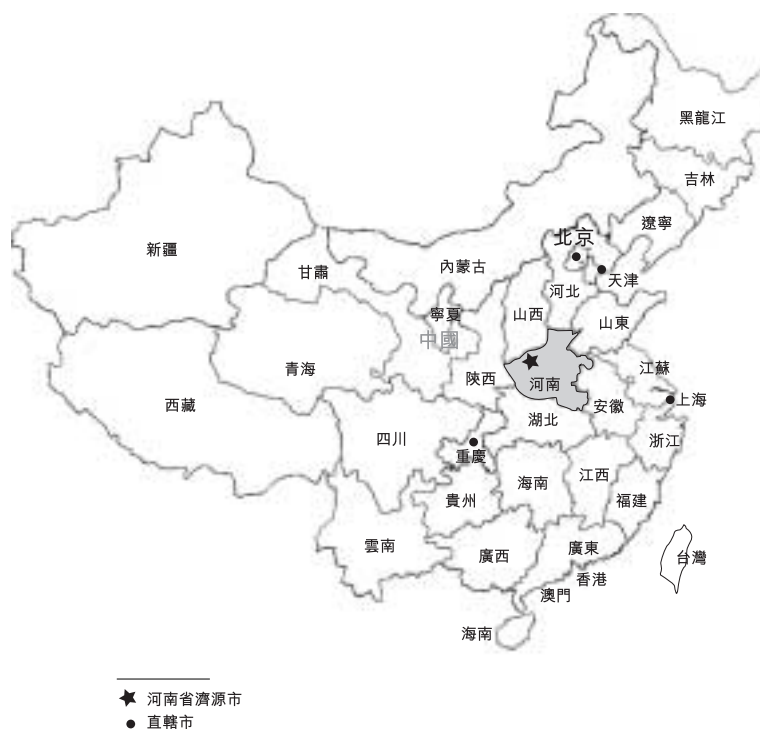 黑龍江
吉林
遼寧
北京
新疆
內蒙古
甘肅
天津
河北
寧夏
山西
山東
中國
青海
江蘇
陝西
河南
西藏
上海
安徽
湖北
四川
浙江
重慶
海南
江西
貴州
福建
雲南
廣西
廣東
台灣
香港
澳門
海南
河南省濟源市
直轄市